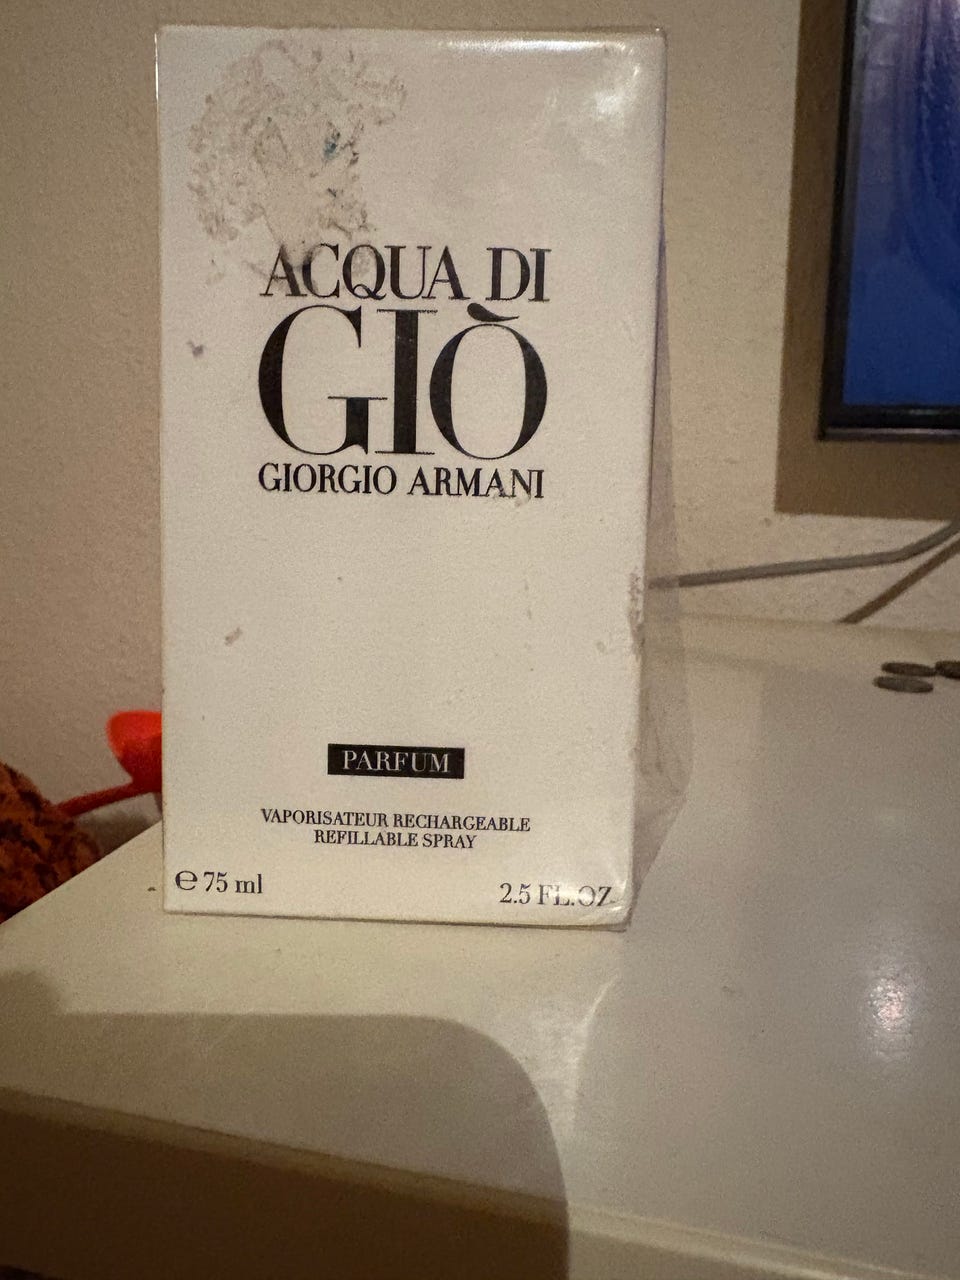 ACQUA DI
GIÒ
GIORGIO ARMANI
PARFUM
VAPORISATEUR RECHARGEABLE
REFILLABLE SPRAY
℮ 75 ml
2.5 FL.OZ.